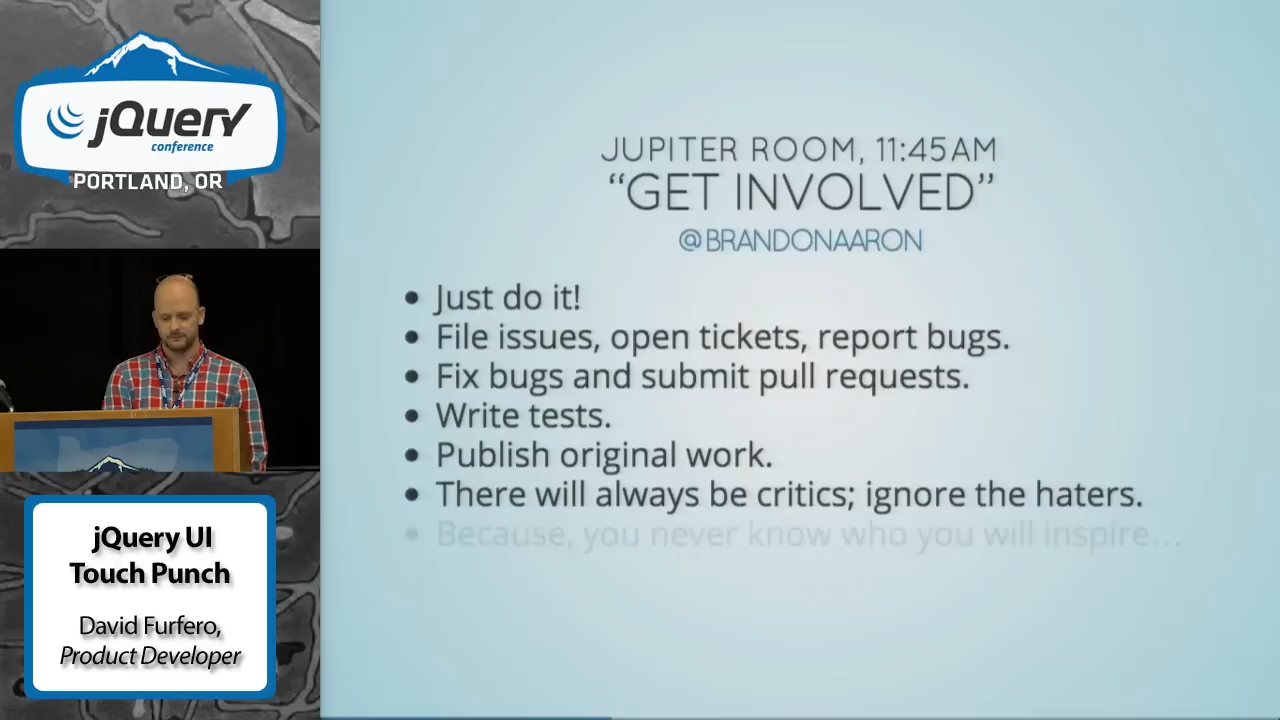 jQuery
conference
PORTLAND, OR
JUPITER ROOM, 11:45AM
“GET INVOLVED”
@BRANDONAARON
• Just do it!
• File issues, open tickets, report bugs.
• Fix bugs and submit pull requests.
• Write tests.
• Publish original work.
• There will always be critics; ignore the haters.
• Because, you never know who you will inspire...
jQuery UI
Touch Punch
David Furfero,
Product Developer